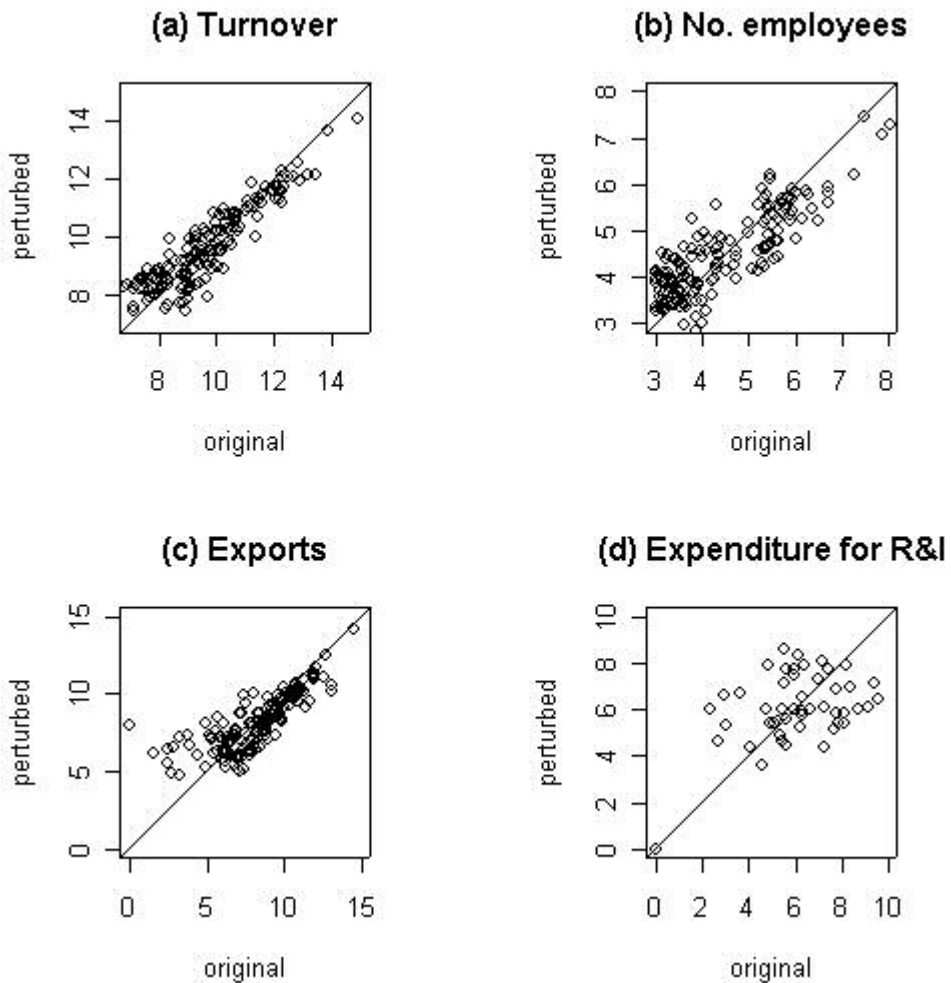 (a) Turnover
perturbed
8 10 12 14
8 10 12 14
original
(b) No. employees
perturbed
3 4 5 6 7 8
3 4 5 6 7 8
original
(c) Exports
perturbed
0 5 10 15
0 5 10 15
original
(d) Expenditure for R&I
perturbed
0 2 4 6 8 10
0 2 4 6 8 10
original